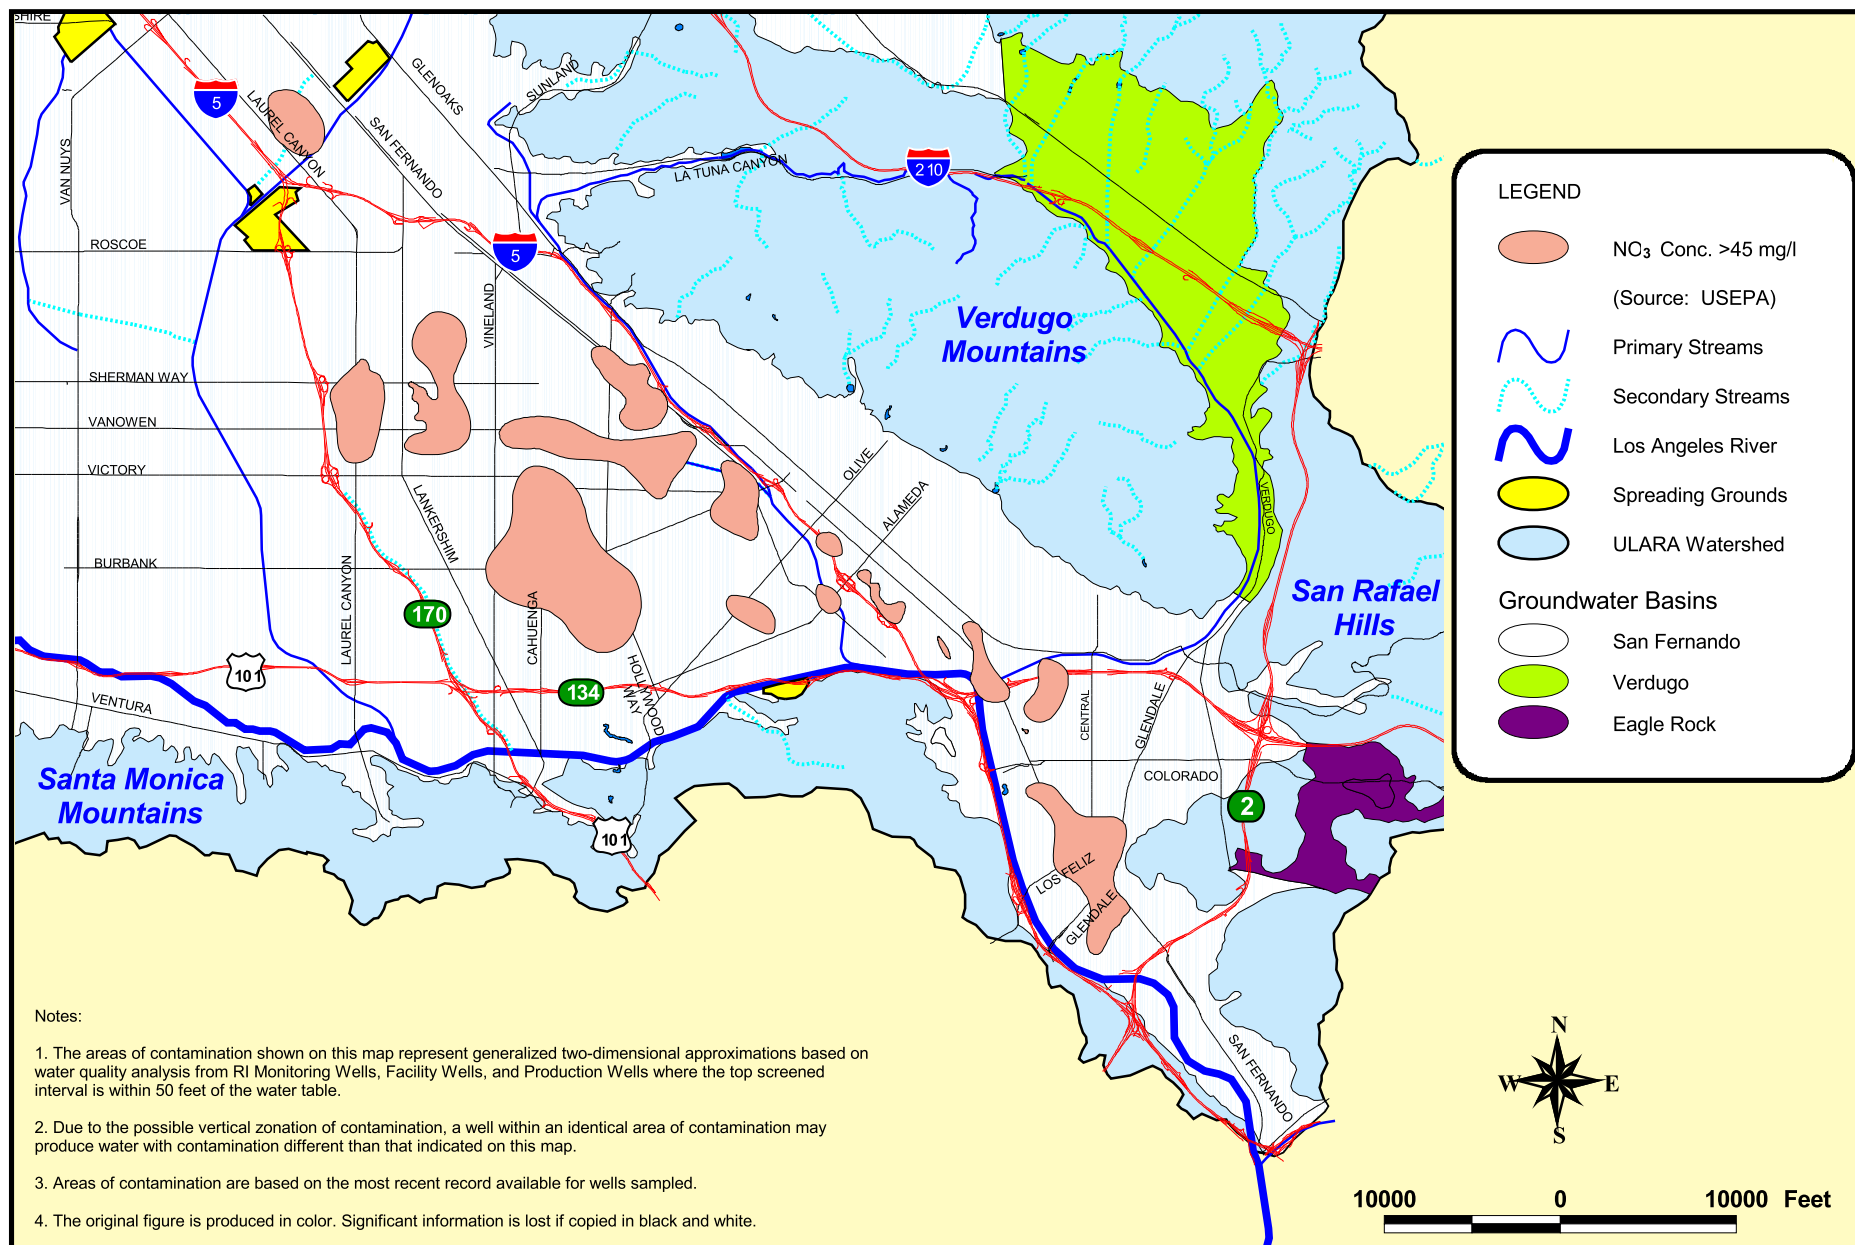 SHIRE
5
LAUREL CANYON
GLENOAKS
SUNLAND
SAN FERNANDO
VAN NUYS
LA TUNA CANYON
210
ROSCOE
5
VINELAND
Verdugo
Mountains
SHERMAN WAY
VANOWEN
VICTORY
OLIVE
ALAMEDA
LANKERSHIM
VERDUGO
BURBANK
LAUREL CANYON
CAHUENGA
170
San Rafael
Hills
101
134
HOLLYWOOD
WAY
VENTURA
CENTRAL
GLENDALE
COLORADO
Santa Monica
Mountains
2
101
LOS FELIZ
GLENDALE
SAN FERNANDO
LEGEND
NO3 Conc. >45 mg/l
(Source: USEPA)
Primary Streams
Secondary Streams
Los Angeles River
Spreading Grounds
ULARA Watershed
Groundwater Basins
San Fernando
Verdugo
Eagle Rock
Notes:
1. The areas of contamination shown on this map represent generalized two-dimensional approximations based on
water quality analysis from RI Monitoring Wells, Facility Wells, and Production Wells where the top screened
interval is within 50 feet of the water table.
2. Due to the possible vertical zonation of contamination, a well within an identical area of contamination may
produce water with contamination different than that indicated on this map.
3. Areas of contamination are based on the most recent record available for wells sampled.
4. The original figure is produced in color. Significant information is lost if copied in black and white.
N
W E
S
10000 0 10000 Feet